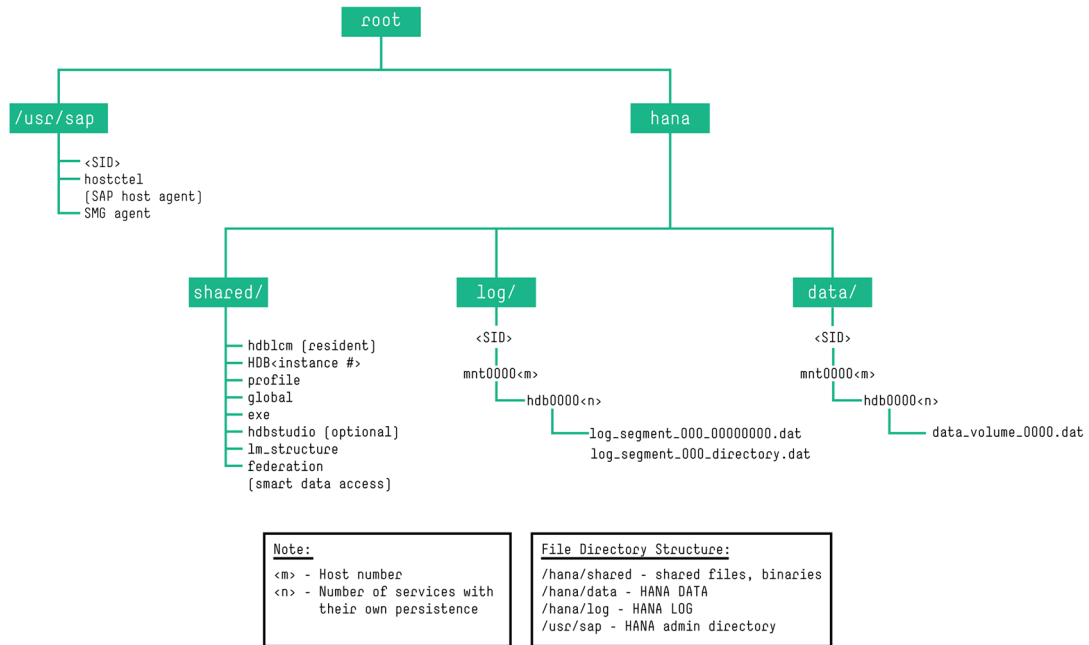 root
/usr/sap
hana
<SID>
hostctel
(SAP host agent)
SMG agent
shared/
log/
data/
hdblcm (resident)
HDB<instance #>
profile
global
exe
hdbstudio (optional)
lm_structure
federation
(smart data access)
<SID>
mnt0000<m>
hdb0000<n>
log_segment_000_00000000.dat
log_segment_000_directory.dat
<SID>
mnt0000<m>
hdb0000<n>
data_volume_0000.dat
Note:
<m> - Host number
<n> - Number of services with
their own persistence
File Directory Structure:
/hana/shared - shared files, binaries
/hana/data - HANA DATA
/hana/log - HANA LOG
/usr/sap - HANA admin directory